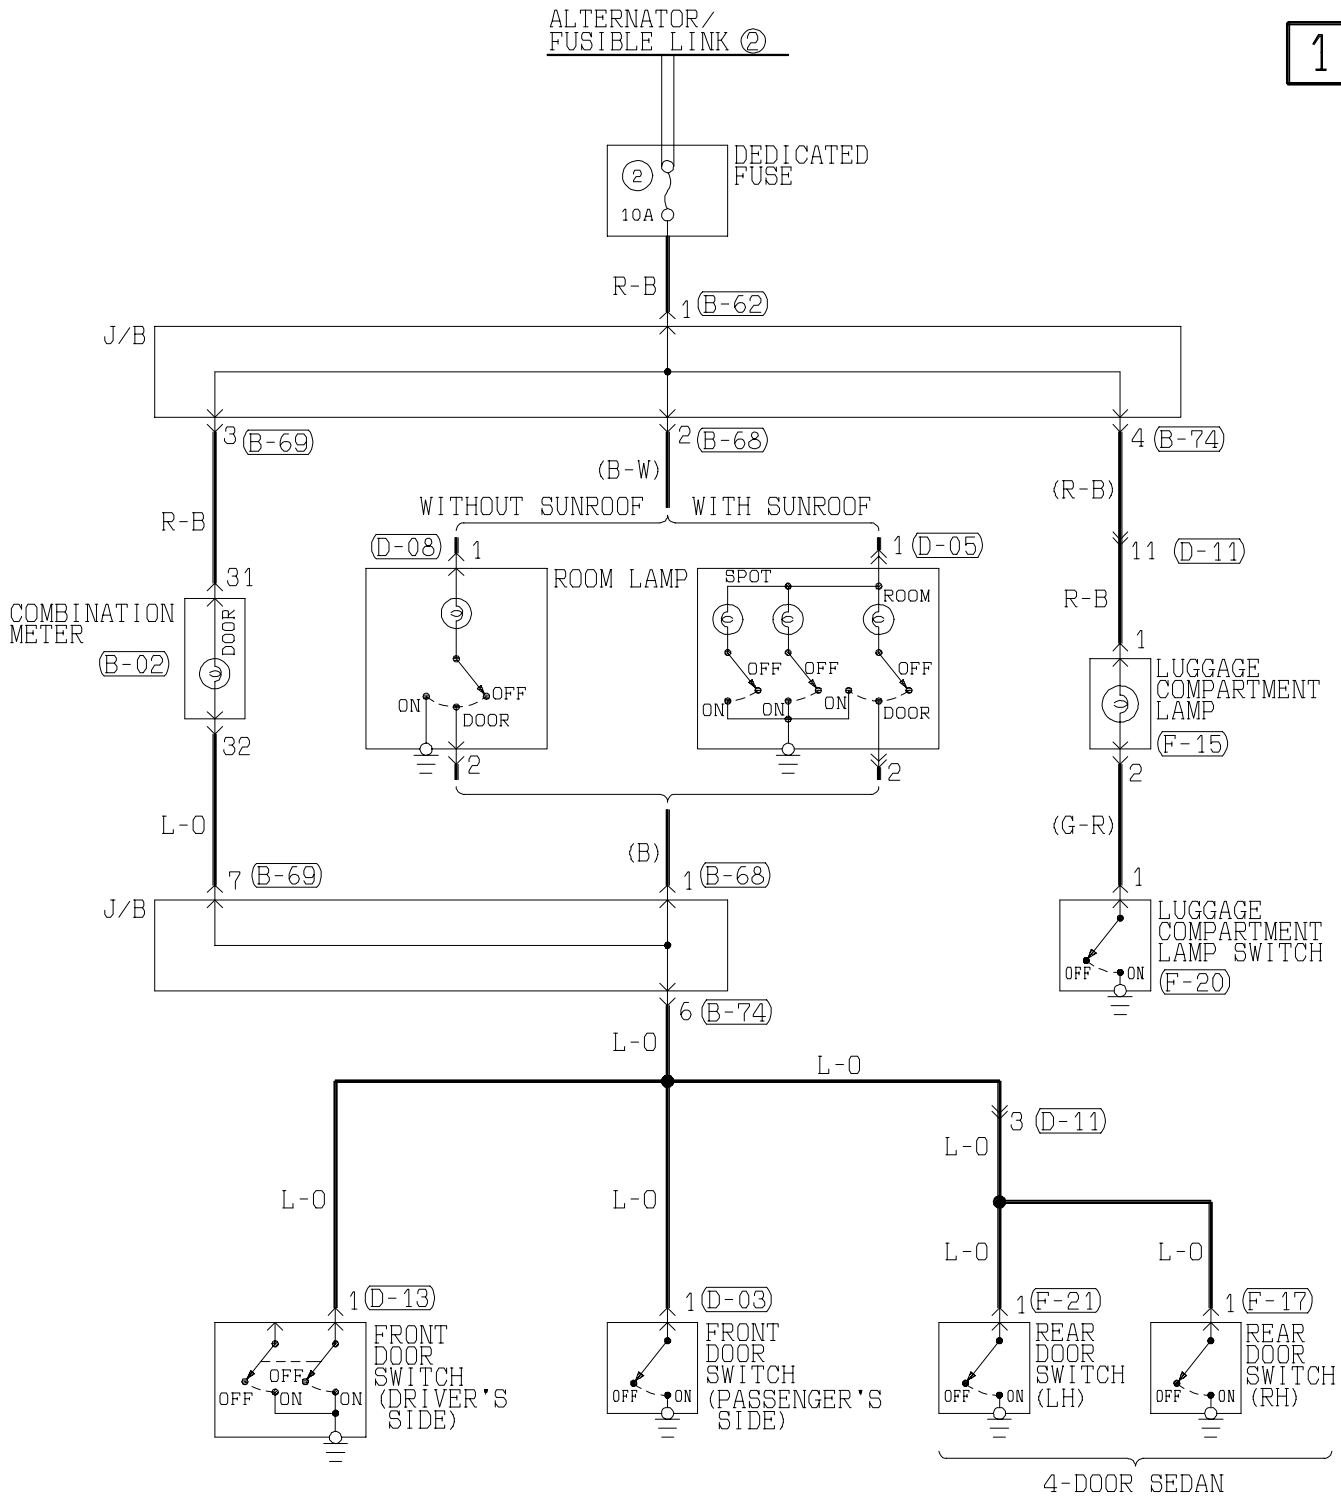 ALTERNATOR/
FUSIBLE LINK ②
1
DEDICATED
FUSE
②
10A
R-B
1 (B-62)
J/B
3 (B-69)
2 (B-68)
4 (B-74)
(B-W)
(R-B)
WITHOUT SUNROOF
WITH SUNROOF
R-B
(D-08) 1
1 (D-05)
11 (D-11)
31
ROOM LAMP
SPOT
ROOM
R-B
COMBINATION
METER
DOOR
(B-02)
1
LUGGAGE
COMPARTMENT
LAMP
(F-15)
OFF
ON
DOOR
OFF
OFF
OFF
ON
ON
ON
DOOR
32
2
2
2
L-O
(B)
(G-R)
7 (B-69)
1 (B-68)
1
J/B
LUGGAGE
COMPARTMENT
LAMP SWITCH
OFF
ON
(F-20)
6 (B-74)
L-O
L-O
3 (D-11)
L-O
L-O
L-O
L-O
L-O
1 (D-13)
1 (D-03)
1 (F-21)
1 (F-17)
FRONT
DOOR
SWITCH
(DRIVER'S
SIDE)
OFF
OFF
ON
ON
FRONT
DOOR
SWITCH
(PASSENGER'S
SIDE)
OFF
ON
REAR
DOOR
SWITCH
(LH)
OFF
ON
REAR
DOOR
SWITCH
(RH)
OFF
ON
4-DOOR SEDAN